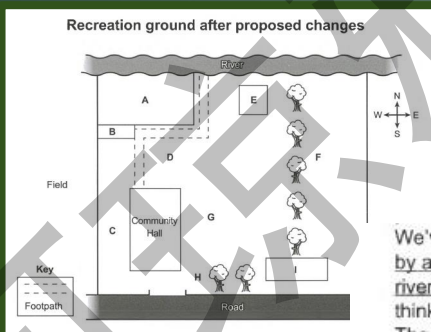 Recreation ground after proposed changes
River
A
E
N
W E
S
B
D
F
Field
C
Community
Hall
G
Key
H
I
Footpath
Road
We'v
by a
river
think